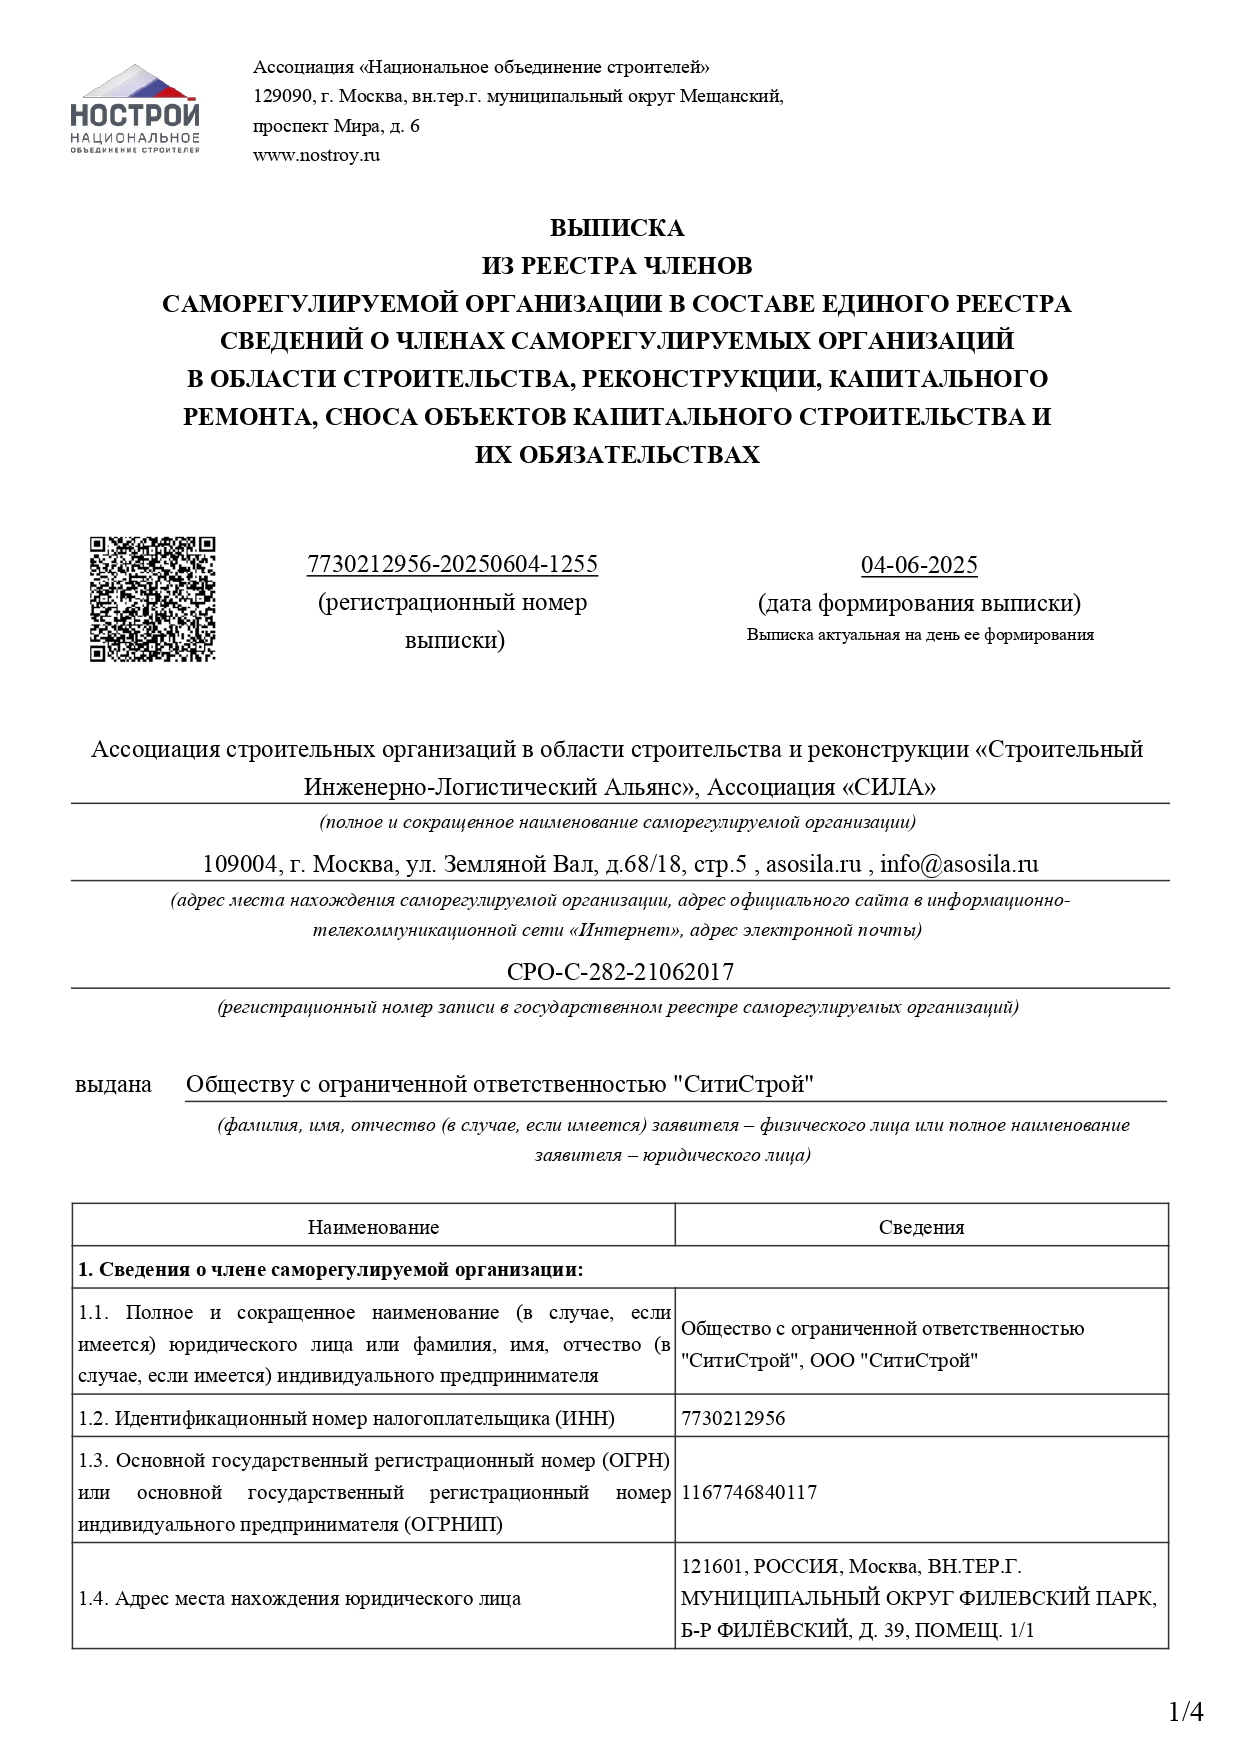 НОСТРОЙ
НАЦИОНАЛЬНОЕ
ОБЪЕДИНЕНИЕ СТРОИТЕЛЕЙ
Ассоциация «Национальное объединение строителей»
129090, г. Москва, вн.тер.г. муниципальный округ Мещанский,
проспект Мира, д. 6
www.nostroy.ru
ВЫПИСКА
ИЗ РЕЕСТРА ЧЛЕНОВ
САМОРЕГУЛИРУЕМОЙ ОРГАНИЗАЦИИ В СОСТАВЕ ЕДИНОГО РЕЕСТРА
СВЕДЕНИЙ О ЧЛЕНАХ САМОРЕГУЛИРУЕМЫХ ОРГАНИЗАЦИЙ
В ОБЛАСТИ СТРОИТЕЛЬСТВА, РЕКОНСТРУКЦИИ, КАПИТАЛЬНОГО
РЕМОНТА, СНОСА ОБЪЕКТОВ КАПИТАЛЬНОГО СТРОИТЕЛЬСТВА И
ИХ ОБЯЗАТЕЛЬСТВАХ
7730212956-20250604-1255
(регистрационный номер
выписки)
04-06-2025
(дата формирования выписки)
Выписка актуальная на день ее формирования
Ассоциация строительных организаций в области строительства и реконструкции «Строительный
Инженерно-Логистический Альянс», Ассоциация «СИЛА»
(полное и сокращенное наименование саморегулируемой организации)
109004, г. Москва, ул. Земляной Вал, д.68/18, стр.5 , asosila.ru , info@asosila.ru
(адрес места нахождения саморегулируемой организации, адрес официального сайта в информационно-
телекоммуникационной сети «Интернет», адрес электронной почты)
СРО-С-282-21062017
(регистрационный номер записи в государственном реестре саморегулируемых организаций)
выдана Обществу с ограниченной ответственностью "СитиСтрой"
(фамилия, имя, отчество (в случае, если имеется) заявителя – физического лица или полное наименование
заявителя – юридического лица)
Наименование Сведения
1. Сведения о члене саморегулируемой организации:
1.1. Полное и сокращенное наименование (в случае, если
имеется) юридического лица или фамилия, имя, отчество (в
случае, если имеется) индивидуального предпринимателя
Общество с ограниченной ответственностью
"СитиСтрой", ООО "СитиСтрой"
1.2. Идентификационный номер налогоплательщика (ИНН) 7730212956
1.3. Основной государственный регистрационный номер (ОГРН)
или основной государственный регистрационный номер
индивидуального предпринимателя (ОГРНИП)
1167746840117
1.4. Адрес места нахождения юридического лица
121601, РОССИЯ, Москва, ВН.ТЕР.Г.
МУНИЦИПАЛЬНЫЙ ОКРУГ ФИЛЕВСКИЙ ПАРК,
Б-Р ФИЛЁВСКИЙ, Д. 39, ПОМЕЩ. 1/1
1/4